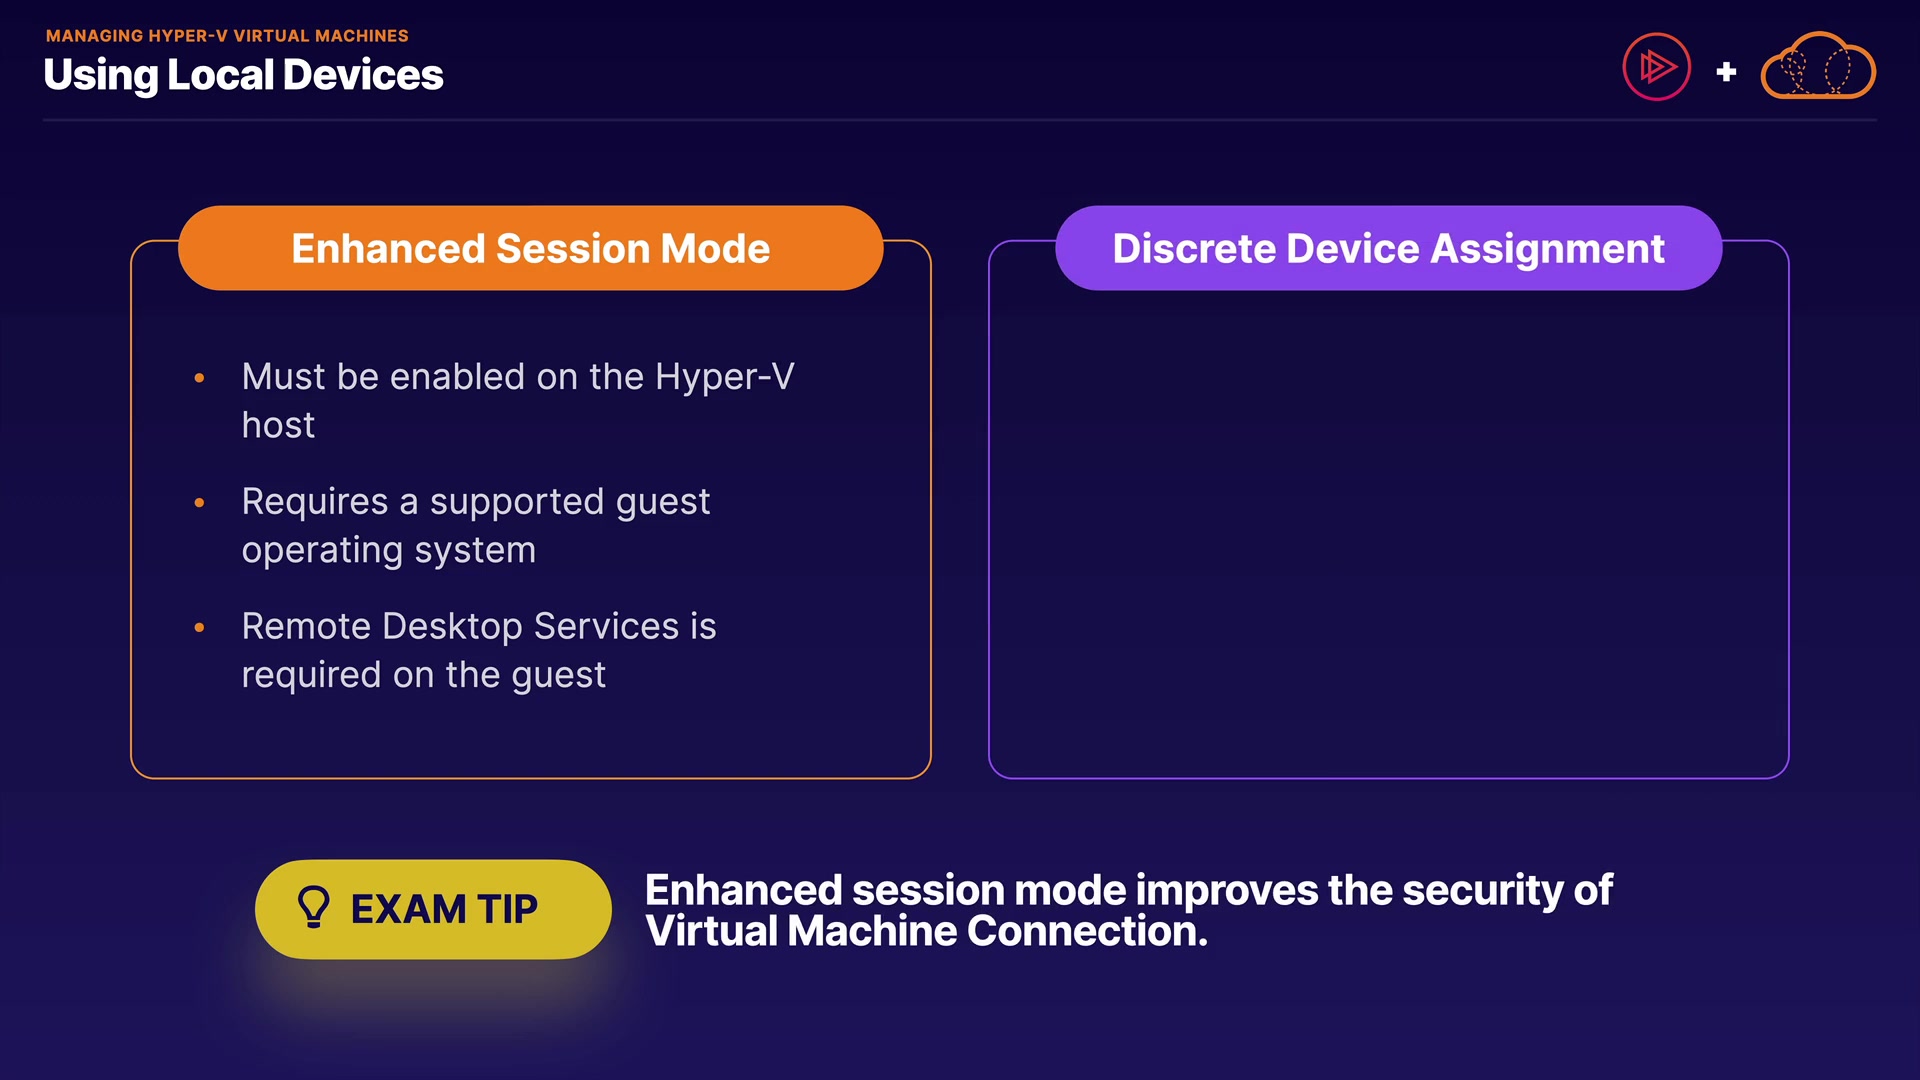 MANAGING HYPER-V VIRTUAL MACHINES
Using Local Devices
Enhanced Session Mode
• Must be enabled on the Hyper-V
host
• Requires a supported guest
operating system
• Remote Desktop Services is
required on the guest
Discrete Device Assignment
EXAM TIP
Enhanced session mode improves the security of
Virtual Machine Connection.